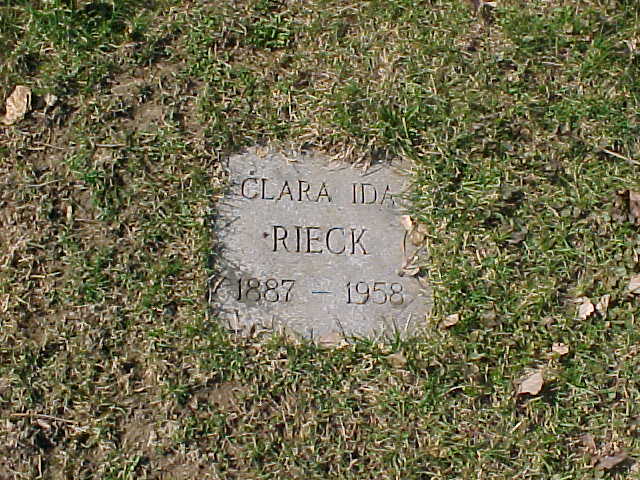 CLARA IDA
RIECK
1887 – 1958